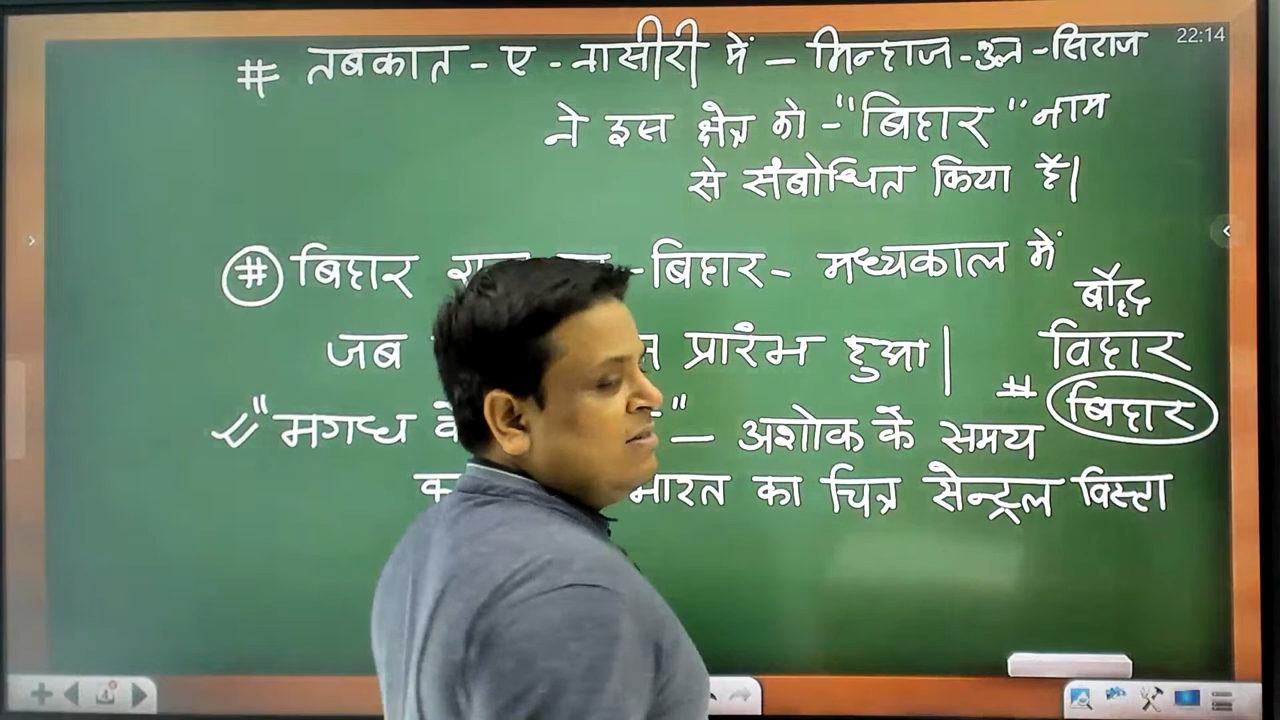 22:14
# तबकात - ए - नासीरी में – मिन्हाज-उल-सिराज
ने इस क्षेत्र को -"बिहार" नाम
से संबोधित किया है|
# बिहार -बिहार- मध्यकाल में
जब प्रारंभ हुआ|
बौद्ध
विहार
# बिहार
"मगध " — अशोक के समय
भारत का चित्र सेन्ट्रल विस्टा